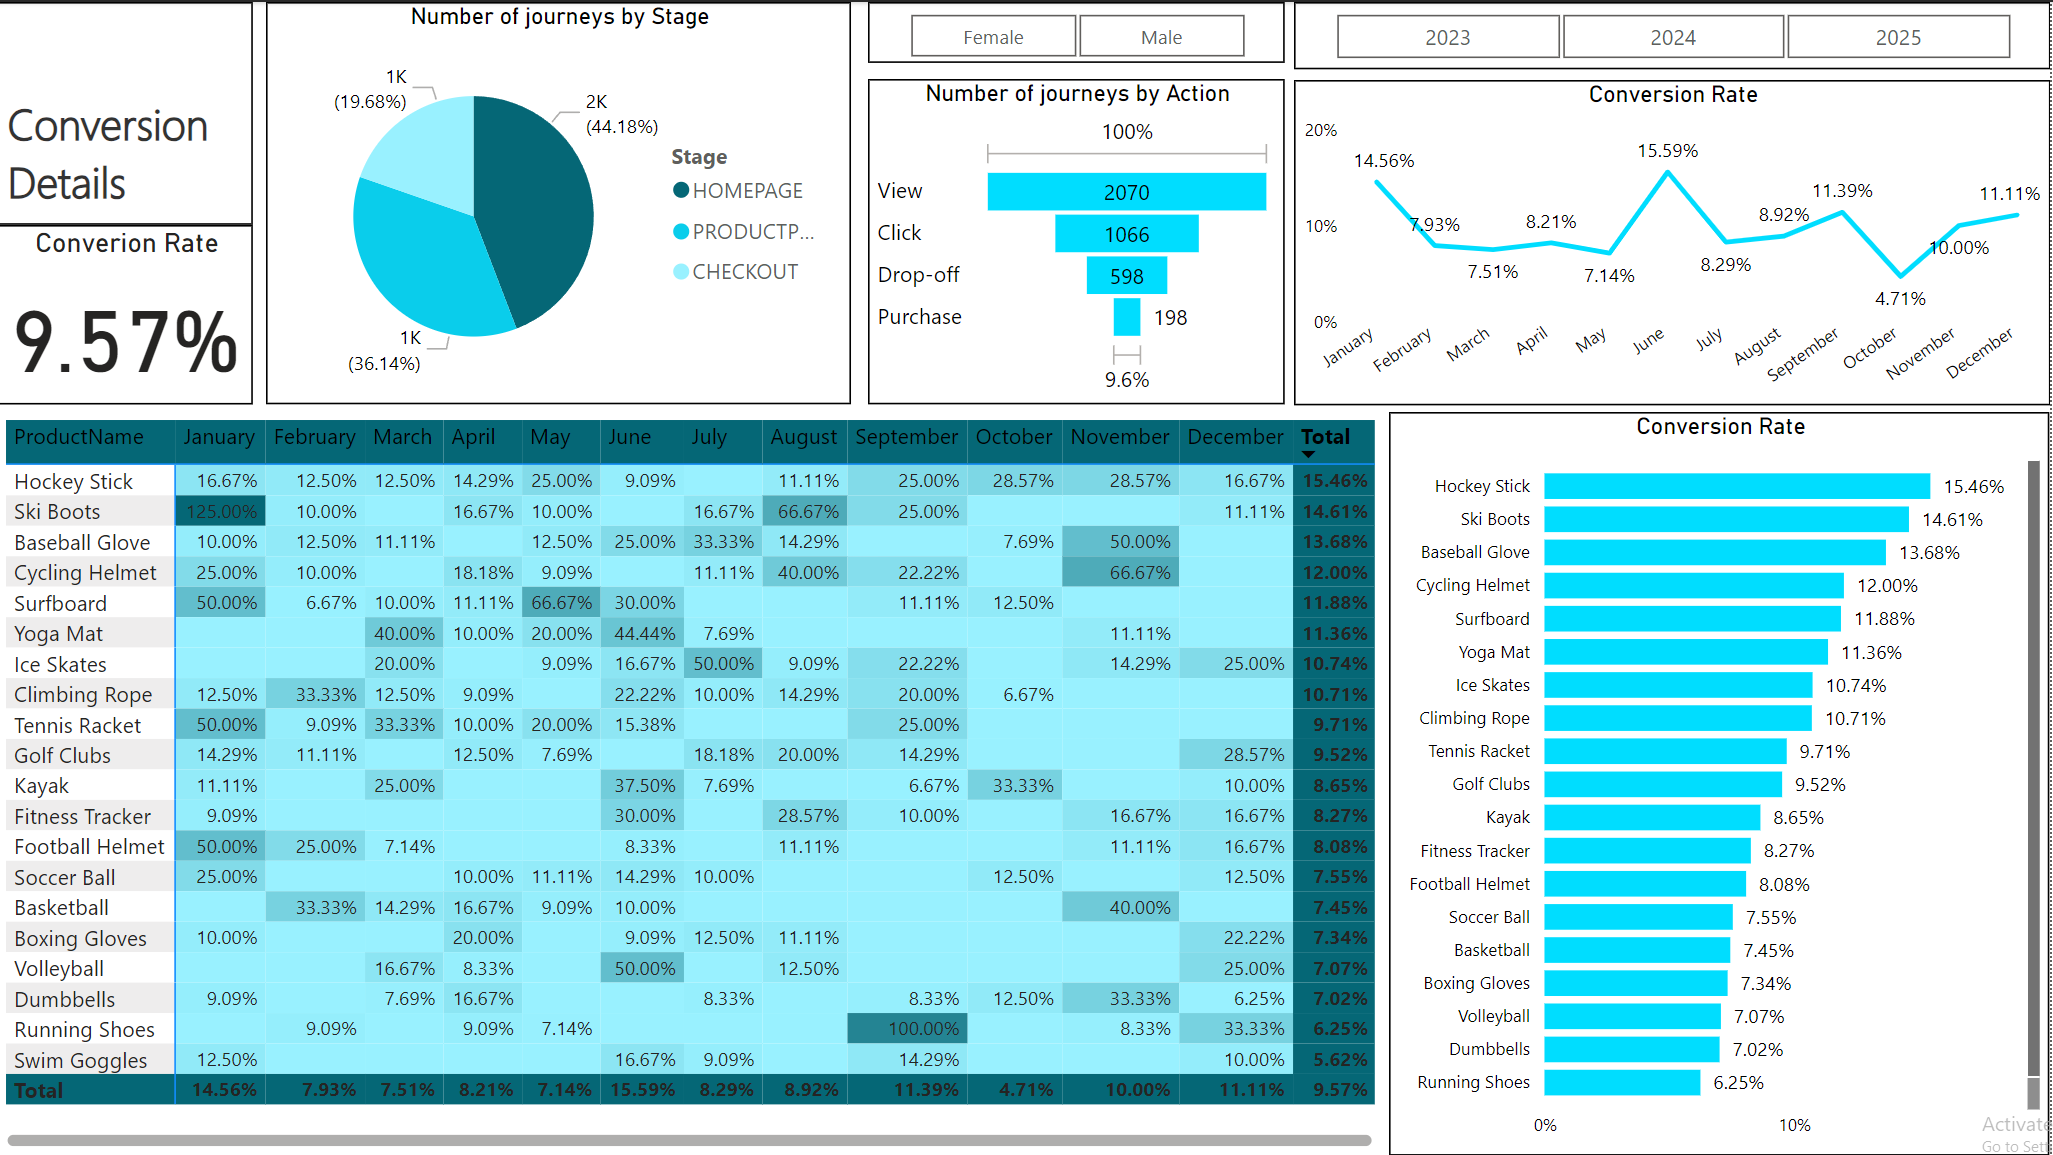 Conversion
Details
Converion Rate
9.57%
Number of journeys by Stage
1K
(19.68%)
2K
(44.18%)
1K
(36.14%)
Stage
HOMEPAGE
PRODUCTP...
CHECKOUT
Female Male
Number of journeys by Action
100%
View 2070
Click 1066
Drop-off 598
Purchase 198
9.6%
2023 2024 2025
Conversion Rate
20%
10%
0%
14.56% 7.93% 7.51% 8.21% 7.14% 15.59% 8.29% 8.92% 11.39% 4.71% 10.00% 11.11%
January February March April May June July August September October November December
ProductName January February March April May June July August September October November December Total
Hockey Stick 16.67% 12.50% 12.50% 14.29% 25.00% 9.09% 11.11% 25.00% 28.57% 28.57% 16.67% 15.46%
Ski Boots 125.00% 10.00% 16.67% 10.00% 16.67% 66.67% 25.00% 11.11% 14.61%
Baseball Glove 10.00% 12.50% 11.11% 12.50% 25.00% 33.33% 14.29% 7.69% 50.00% 13.68%
Cycling Helmet 25.00% 10.00% 18.18% 9.09% 11.11% 40.00% 22.22% 66.67% 12.00%
Surfboard 50.00% 6.67% 10.00% 11.11% 66.67% 30.00% 11.11% 12.50% 11.88%
Yoga Mat 40.00% 10.00% 20.00% 44.44% 7.69% 11.11% 11.36%
Ice Skates 20.00% 9.09% 16.67% 50.00% 9.09% 22.22% 14.29% 25.00% 10.74%
Climbing Rope 12.50% 33.33% 12.50% 9.09% 22.22% 10.00% 14.29% 20.00% 6.67% 10.71%
Tennis Racket 50.00% 9.09% 33.33% 10.00% 20.00% 15.38% 25.00% 9.71%
Golf Clubs 14.29% 11.11% 12.50% 7.69% 18.18% 20.00% 14.29% 28.57% 9.52%
Kayak 11.11% 25.00% 37.50% 7.69% 6.67% 33.33% 10.00% 8.65%
Fitness Tracker 9.09% 30.00% 28.57% 10.00% 16.67% 16.67% 8.27%
Football Helmet 50.00% 25.00% 7.14% 8.33% 11.11% 11.11% 16.67% 8.08%
Soccer Ball 25.00% 10.00% 11.11% 14.29% 10.00% 12.50% 12.50% 7.55%
Basketball 33.33% 14.29% 16.67% 9.09% 10.00% 40.00% 7.45%
Boxing Gloves 10.00% 20.00% 9.09% 12.50% 11.11% 22.22% 7.34%
Volleyball 16.67% 8.33% 50.00% 12.50% 25.00% 7.07%
Dumbbells 9.09% 7.69% 16.67% 8.33% 8.33% 12.50% 33.33% 6.25% 7.02%
Running Shoes 9.09% 9.09% 7.14% 100.00% 8.33% 33.33% 6.25%
Swim Goggles 12.50% 16.67% 9.09% 14.29% 10.00% 5.62%
Total 14.56% 7.93% 7.51% 8.21% 7.14% 15.59% 8.29% 8.92% 11.39% 4.71% 10.00% 11.11% 9.57%
Conversion Rate
Hockey Stick 15.46%
Ski Boots 14.61%
Baseball Glove 13.68%
Cycling Helmet 12.00%
Surfboard 11.88%
Yoga Mat 11.36%
Ice Skates 10.74%
Climbing Rope 10.71%
Tennis Racket 9.71%
Golf Clubs 9.52%
Kayak 8.65%
Fitness Tracker 8.27%
Football Helmet 8.08%
Soccer Ball 7.55%
Basketball 7.45%
Boxing Gloves 7.34%
Volleyball 7.07%
Dumbbells 7.02%
Running Shoes 6.25%
0% 10%
Activate
Go to Sett